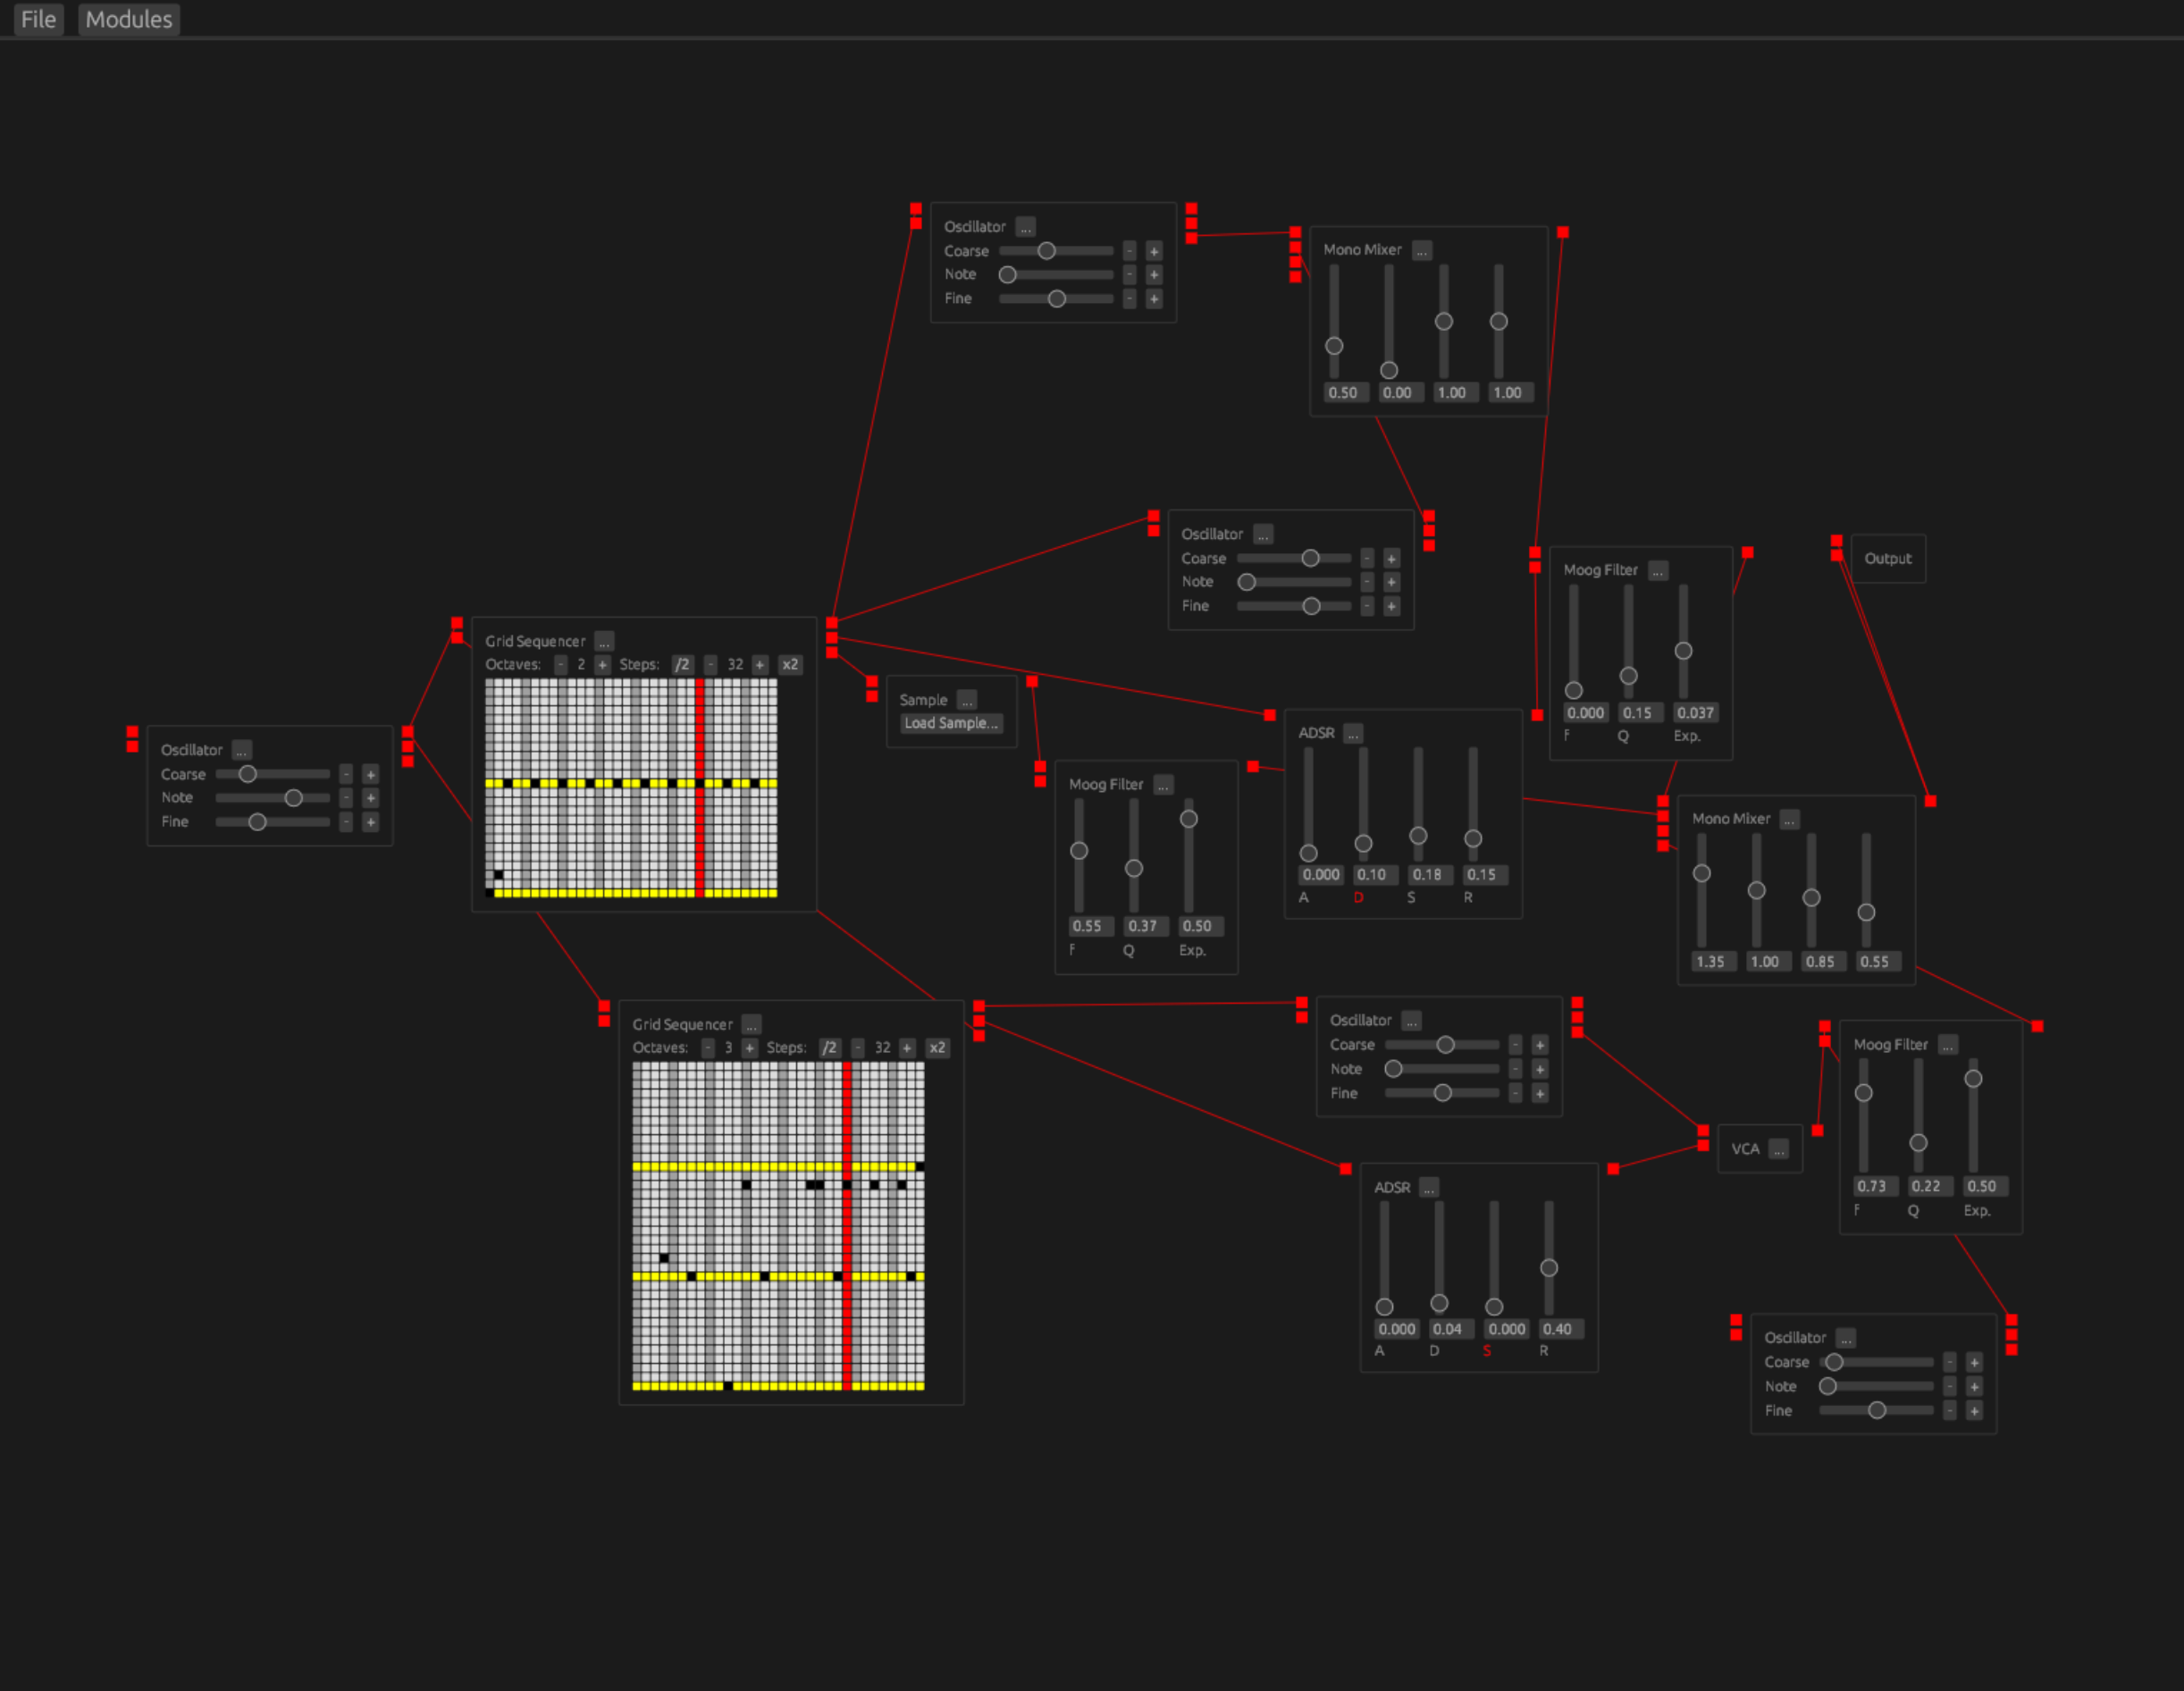 File Modules
Oscillator ...
Coarse - +
Note - +
Fine - +
Mono Mixer ...
0.50 0.00 1.00 1.00
Oscillator ...
Coarse - +
Note - +
Fine - +
Output
Moog Filter ...
0.000 0.15 0.037
F Q Exp.
Grid Sequencer ...
Octaves: - 2 + Steps: /2 - 32 + x2
Sample ...
Load Sample...
ADSR ...
0.000 0.10 0.18 0.15
A D S R
Oscillator ...
Coarse - +
Note - +
Fine - +
Moog Filter ...
0.55 0.37 0.50
F Q Exp.
Mono Mixer ...
1.35 1.00 0.85 0.55
Grid Sequencer ...
Octaves: - 3 + Steps: /2 - 32 + x2
Oscillator ...
Coarse - +
Note - +
Fine - +
Moog Filter ...
0.73 0.22 0.50
F Q Exp.
VCA ...
ADSR ...
0.000 0.04 0.000 0.40
A D S R
Oscillator ...
Coarse - +
Note - +
Fine - +